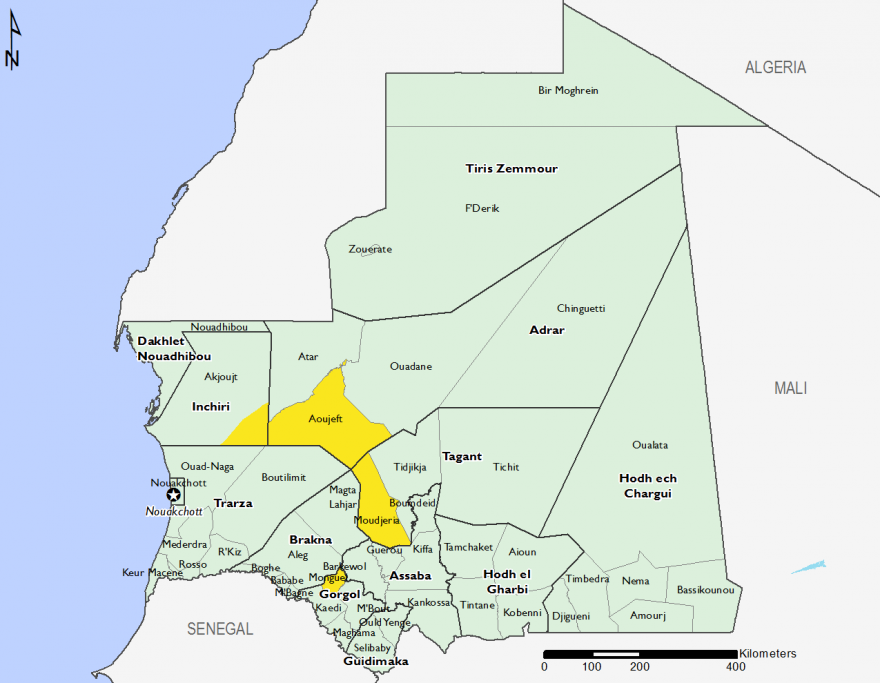 N
ALGERIA
Bir Moghrein
Tiris Zemmour
F'Derik
Zouerate
Chinguetti
Nouadhibou
Adrar
Dakhlet
Nouadhibou
Atar
Ouadane
Akjoujt
MALI
Inchiri
Aoujeft
Oualata
Tagant
Ouad-Naga
Tidjikja
Tichit
Boutilimit
Hodh ech
Chargui
Nouakchott
Magta
Lahjar
Boumdeid
Trarza
Nouakchott
Moudjeria
Brakna
Mederdra
R'Kiz
Aleg
Guerou
Kiffa
Tamchaket
Aioun
Rosso
Boghe
Barkewol
Keur Macene
Bababe
Monguel
Assaba
Hodh el
Gharbi
Timbedra
Nema
M'Bagne
Gorgol
Bassikounou
Kaedi
M'Bout
Kankossa
Tintane
Kobenni
Djigueni
Amourj
Ould Yenge
SENEGAL
Maghama
Selibaby
Guidimaka
Kilometers
0 100 200 400